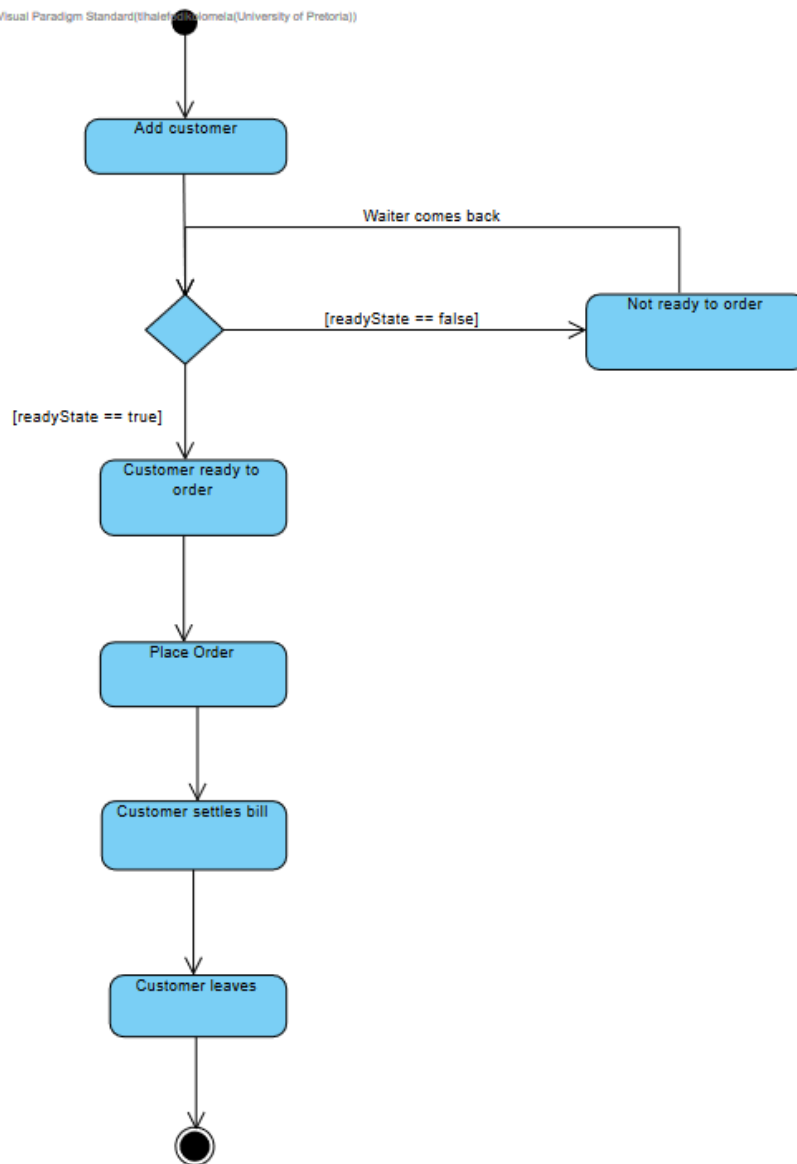 Visual Paradigm Standard(University of Pretoria))
Add customer
Waiter comes back
Not ready to order
[readyState == false]
[readyState == true]
Customer ready to
order
Place Order
Customer settles bill
Customer leaves